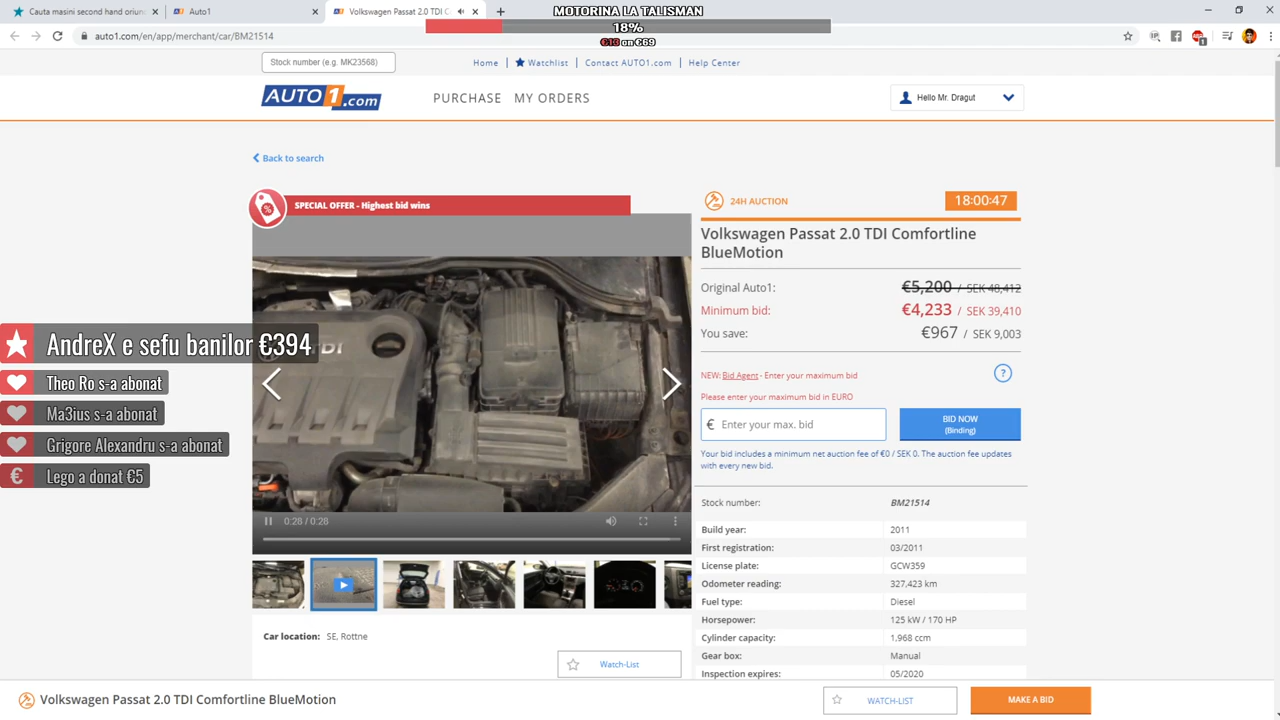 Cauta masini second hand oriun
Auto1
Volkswagen Passat 2.0 TDI C
MOTORINA LA TALISMAN
18%
€13 on €69
auto1.com/en/app/merchant/car/BM21514
Stock number (e.g. MK23568)
Home
Watchlist
Contact AUTO1.com
Help Center
AUTO1.com
PURCHASE
MY ORDERS
Hello Mr. Dragut
Back to search
SPECIAL OFFER - Highest bid wins
24H AUCTION
18:00:47
Volkswagen Passat 2.0 TDI Comfortline
BlueMotion
Original Auto1: €5,200 / SEK 48,412
Minimum bid: €4,233 / SEK 39,410
You save: €967 / SEK 9,003
AndreX e sefu banilor €394
TDI
Theo Ro s-a abonat
Ma3ius s-a abonat
Grigore Alexandru s-a abonat
Lego a donat €5
NEW: Bid Agent - Enter your maximum bid
?
Please enter your maximum bid in EURO
€ Enter your max. bid
BID NOW
(Binding)
Your bid includes a minimum net auction fee of €0 / SEK 0. The auction fee updates
with every new bid.
0:28 / 0:28
Stock number: BM21514
Build year: 2011
First registration: 03/2011
License plate: GCW359
Odometer reading: 327,423 km
Fuel type: Diesel
Horsepower: 125 kW / 170 HP
Cylinder capacity: 1,968 ccm
Gear box: Manual
Inspection expires: 05/2020
Car location: SE, Rottne
Watch-List
Volkswagen Passat 2.0 TDI Comfortline BlueMotion
WATCH-LIST
MAKE A BID